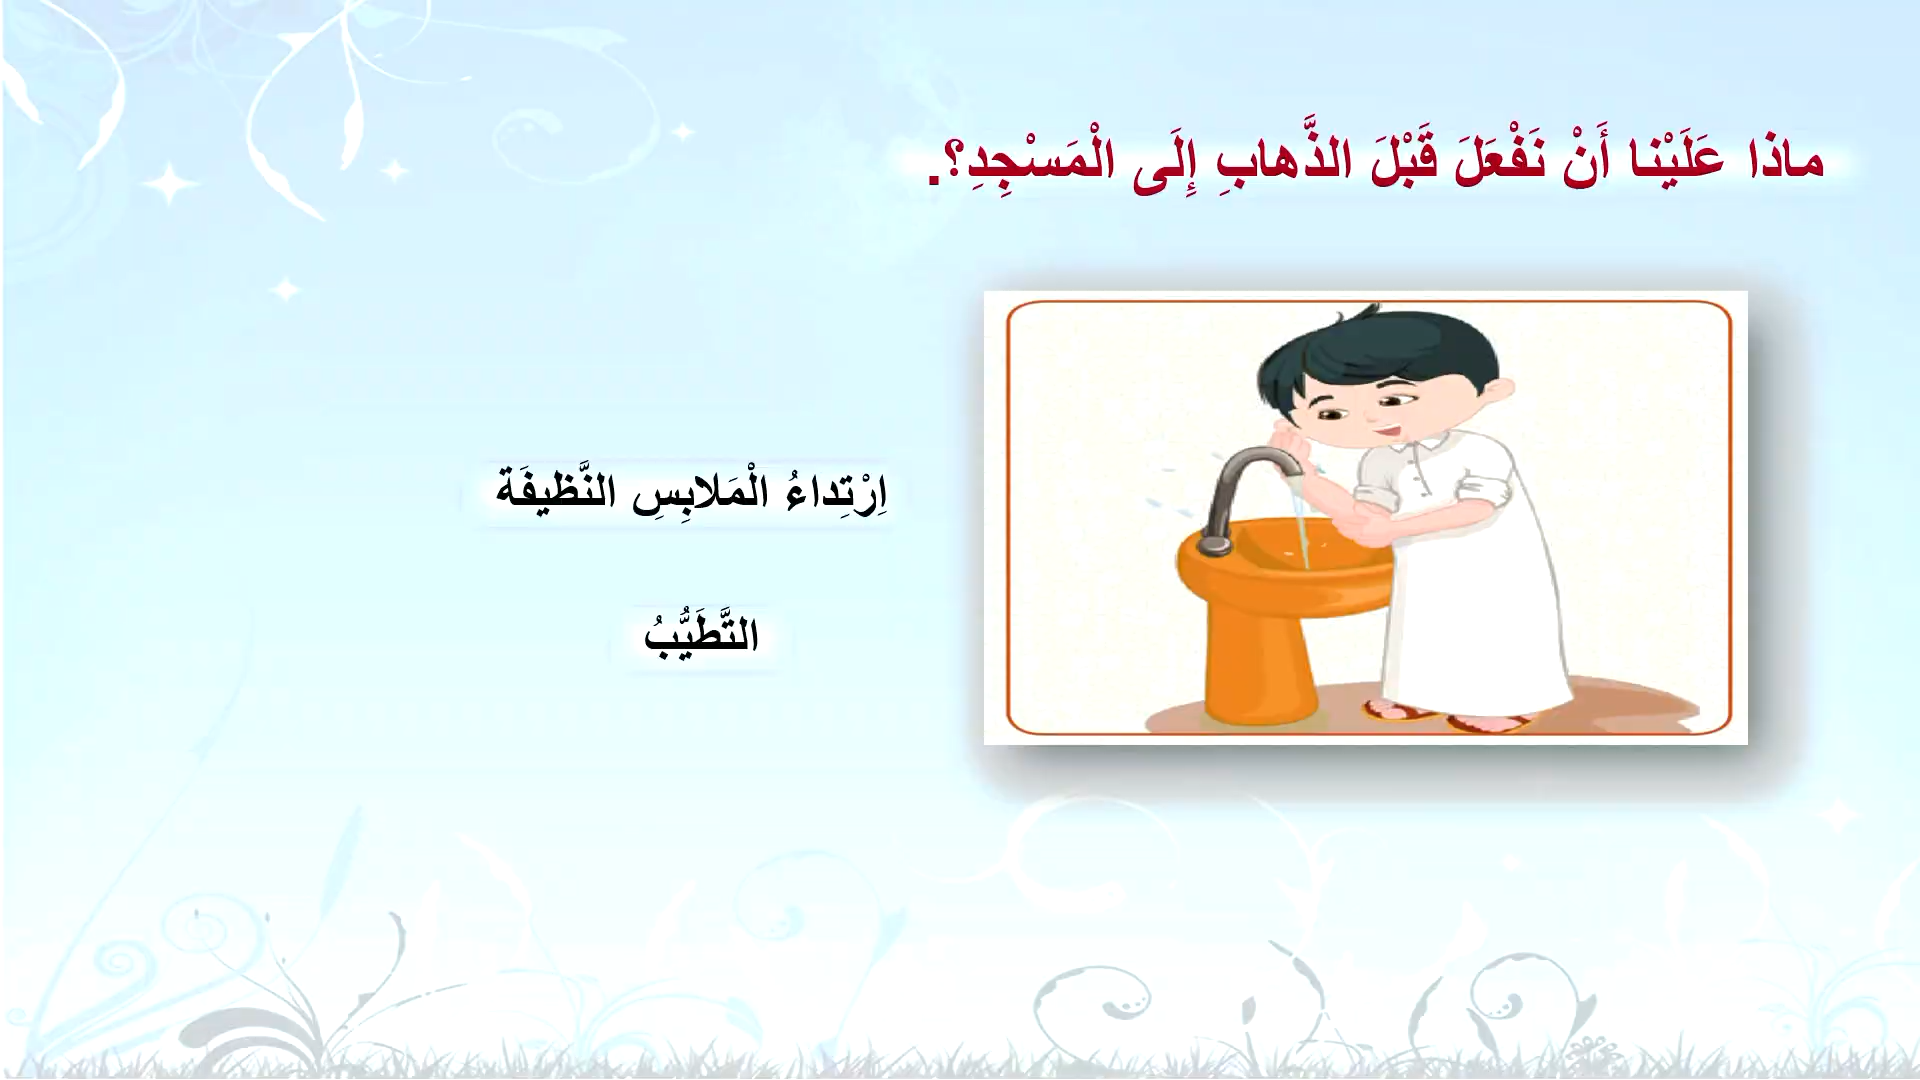 ماذا عَلَيْنا أَنْ نَفْعَلَ قَبْلَ الذَّهابِ إِلَى الْمَسْجِدِ؟.
اِرْتِداءُ الْمَلابِسِ النَّظيفَة
التَّطَيُّبُ